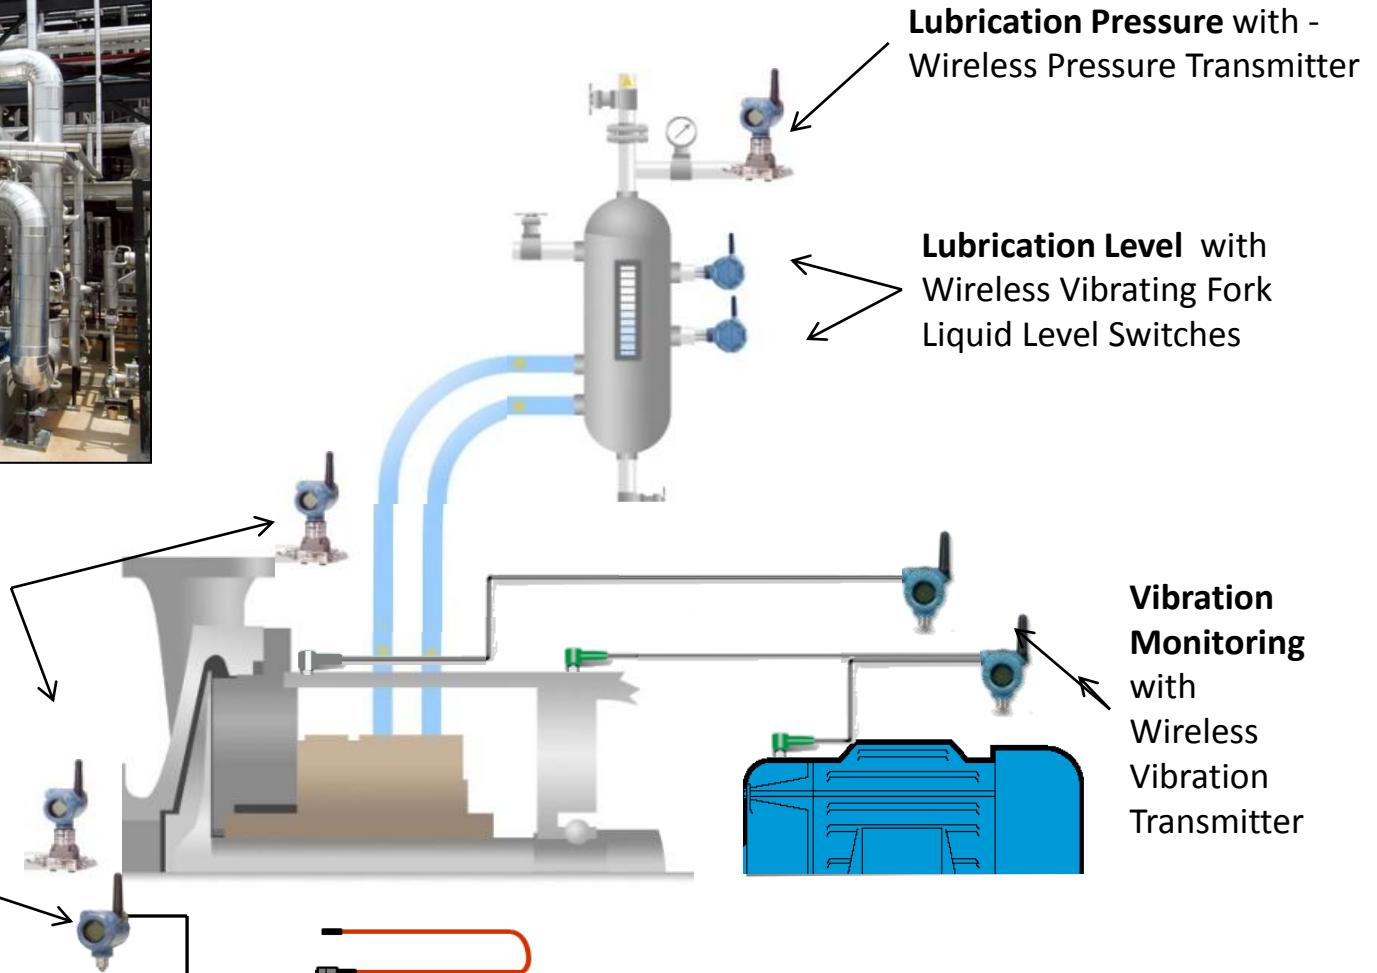 Lubrication Pressure with -
Wireless Pressure Transmitter
Lubrication Level with
Wireless Vibrating Fork
Liquid Level Switches
Vibration
Monitoring
with
Wireless
Vibration
Transmitter